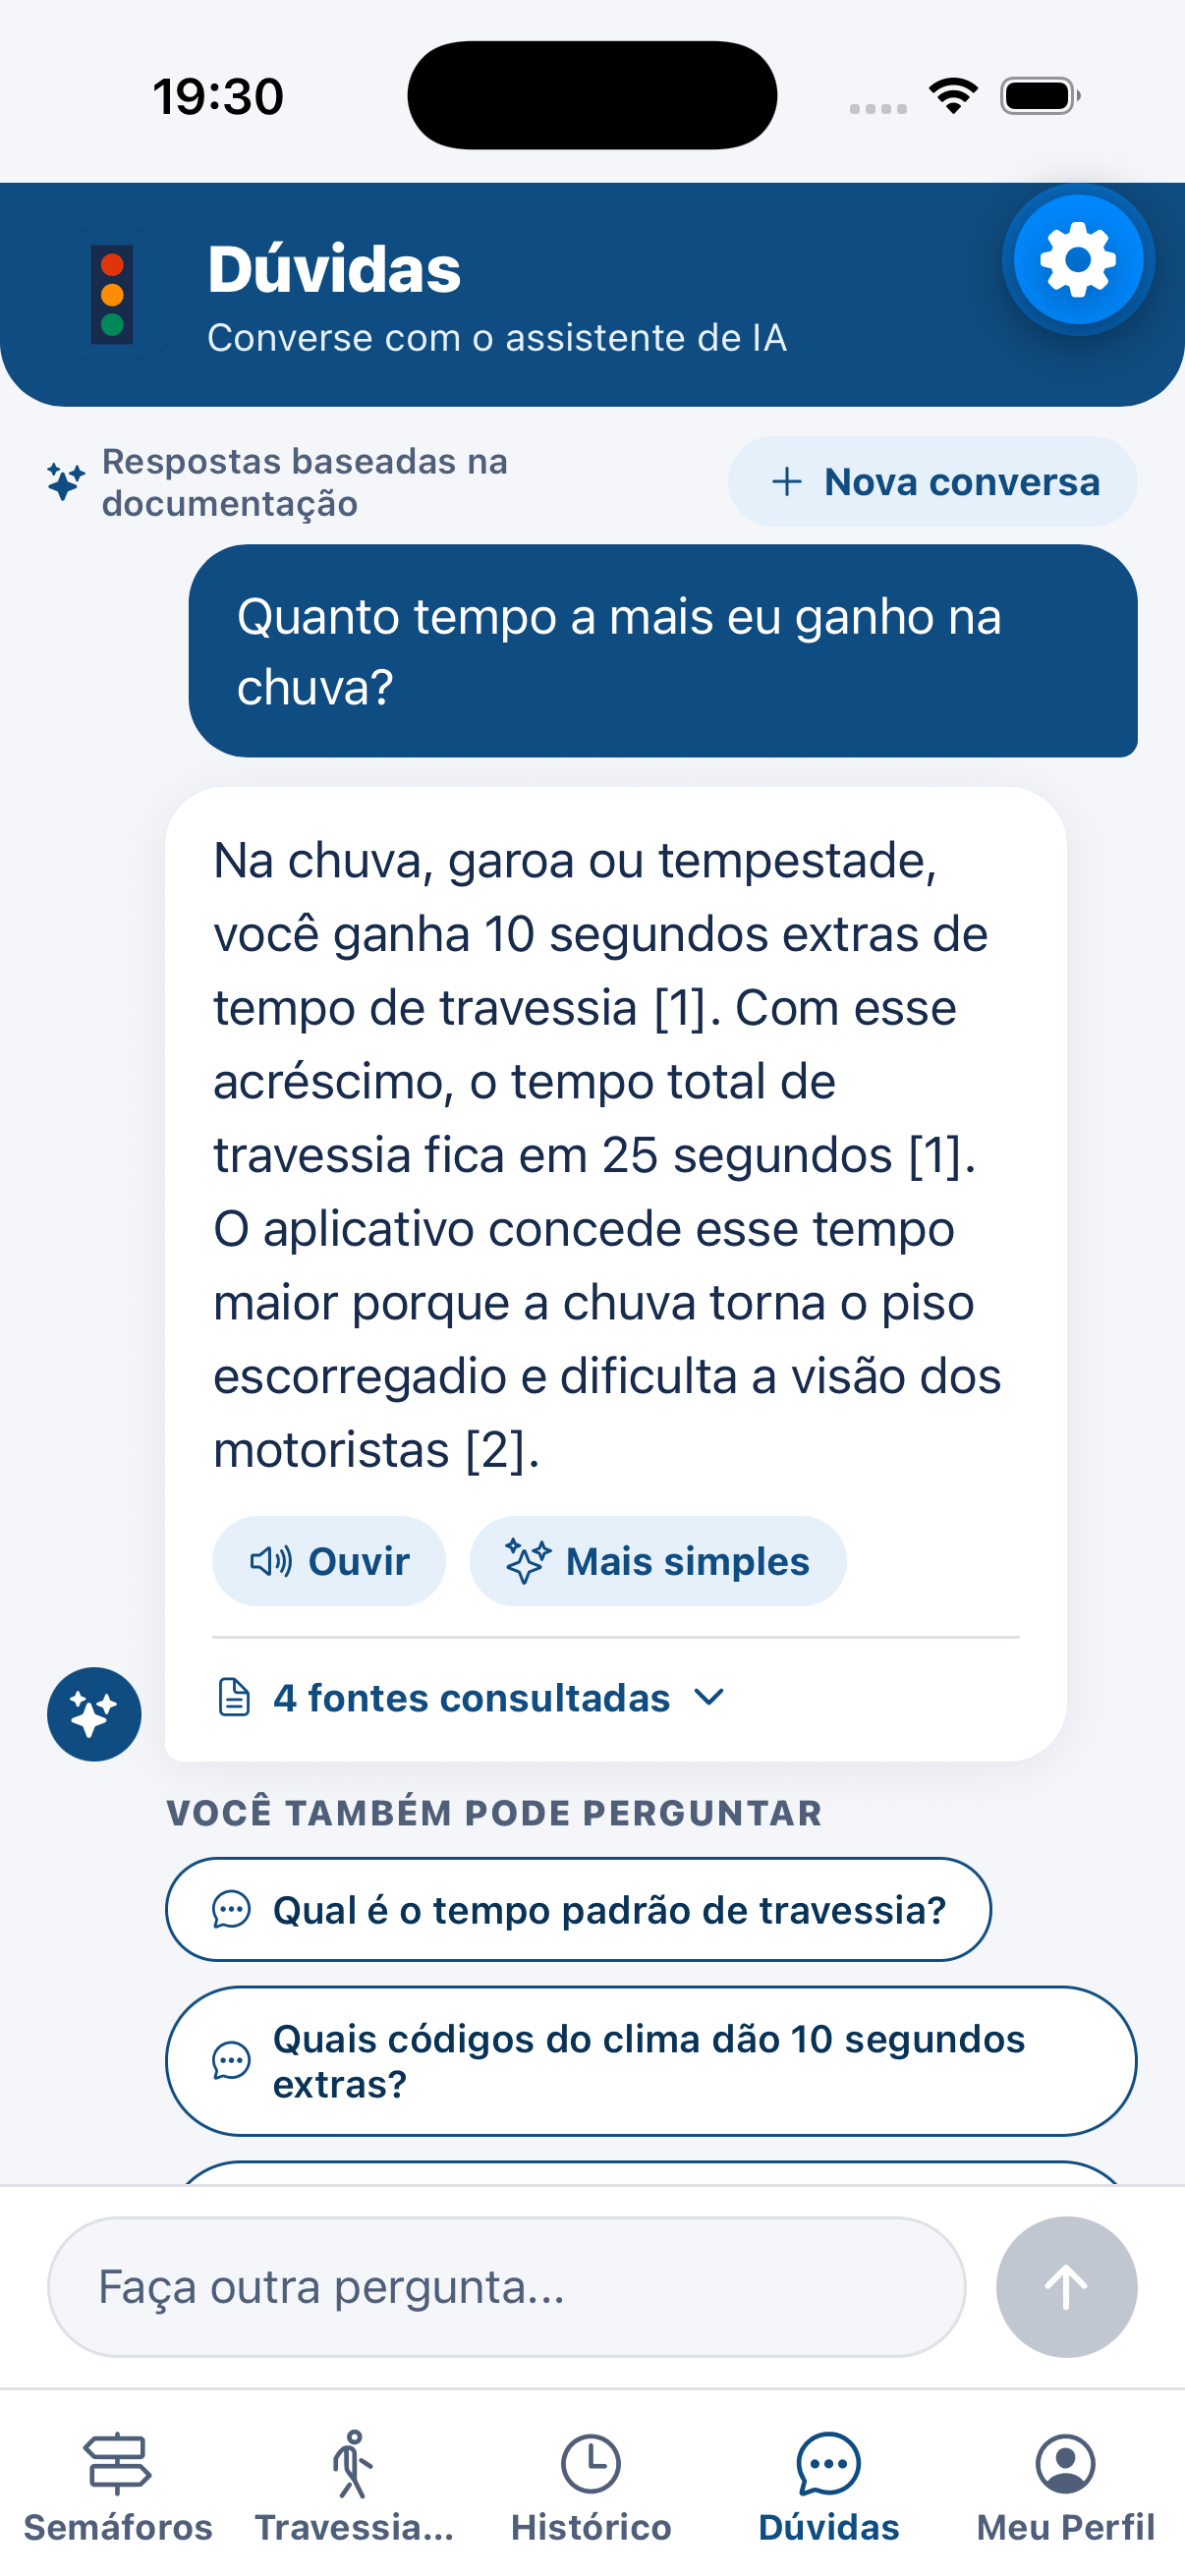 19:30
Dúvidas
Converse com o assistente de IA
Respostas baseadas na
documentação
Nova conversa
Quanto tempo a mais eu ganho na
chuva?
Na chuva, garoa ou tempestade,
você ganha 10 segundos extras de
tempo de travessia [1]. Com esse
acréscimo, o tempo total de
travessia fica em 25 segundos [1].
O aplicativo concede esse tempo
maior porque a chuva torna o piso
escorregadio e dificulta a visão dos
motoristas [2].
Ouvir
Mais simples
4 fontes consultadas
VOCÊ TAMBÉM PODE PERGUNTAR
Qual é o tempo padrão de travessia?
Quais códigos do clima dão 10 segundos
extras?
Faça outra pergunta...
Semáforos
Travessia...
Histórico
Dúvidas
Meu Perfil